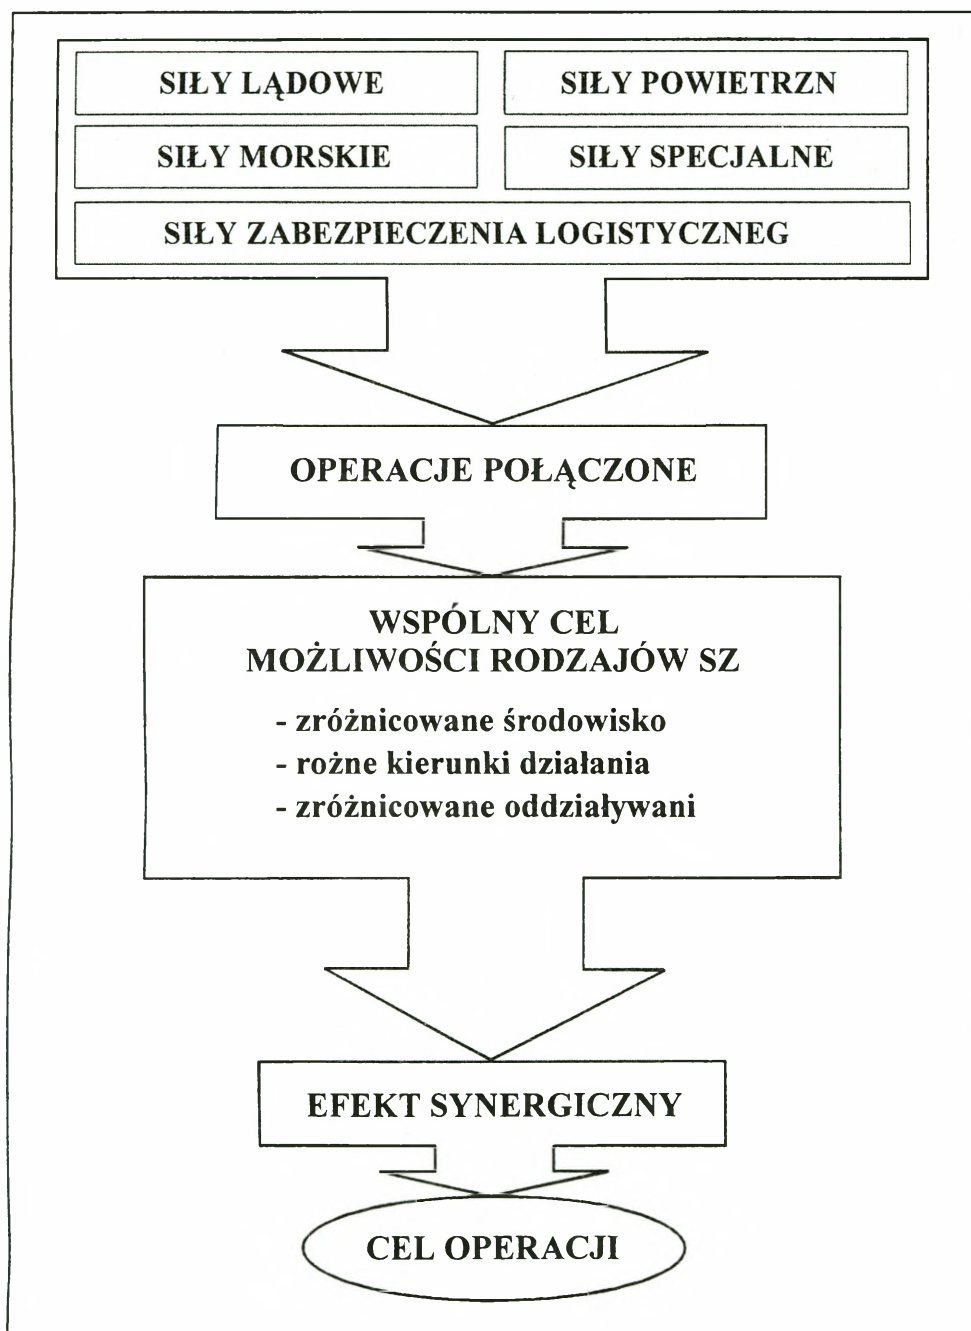 SIŁY LĄDOWE
SIŁY POWIETRZN
SIŁY MORSKIE
SIŁY SPECJALNE
SIŁY ZABEZPIECZENIA LOGISTYCZNEG
OPERACJE POŁĄCZONE
WSPÓLNY CEL
MOŻLIWOŚCI RODZAJÓW SZ
- zróżnicowane środowisko
- rożne kierunki działania
- zróżnicowane oddziaływani
EFEKT SYNERGICZNY
CEL OPERACJI